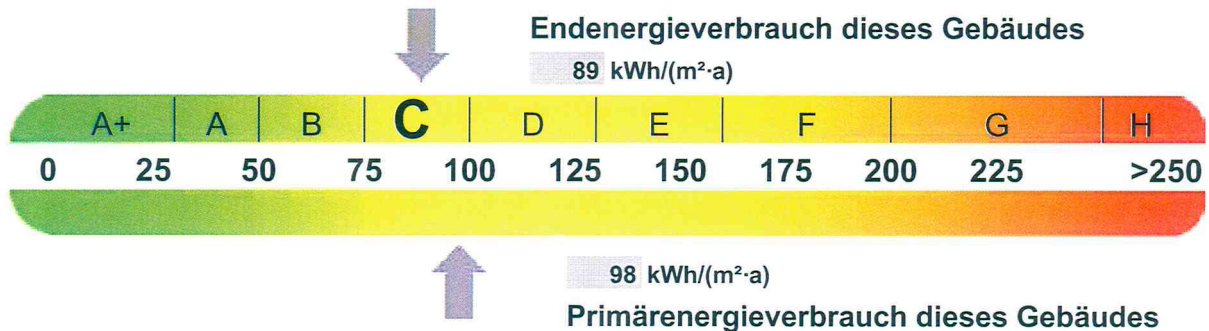 Endenergieverbrauch dieses Gebäudes
89 kWh/(m²·a)
A+ A B C D E F G H
0 25 50 75 100 125 150 175 200 225 >250
98 kWh/(m²·a)
Primärenergieverbrauch dieses Gebäudes